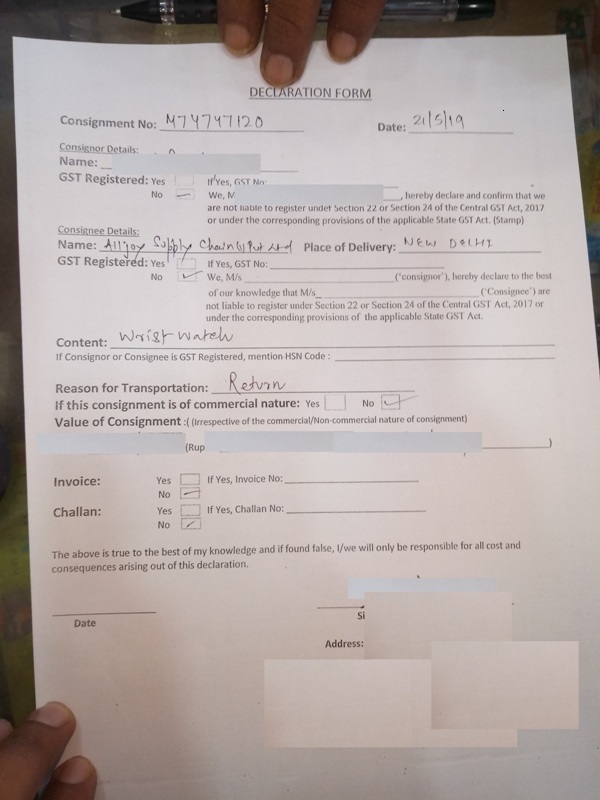 DECLARATION FORM
Consignment No: M74747120
Date: 21/5/19
Consignor Details:
Name:
GST Registered: Yes If Yes, GST No:
No We, M , hereby declare and confirm that we
are not liable to register under Section 22 or Section 24 of the Central GST Act, 2017
or under the corresponding provisions of the applicable State GST Act. (Stamp)
Consignee Details:
Name: Alljoy Supply Chain (I) Pvt Ltd Place of Delivery: NEW DELHI
GST Registered: Yes If Yes, GST No:
No We, M/s ('consignor'), hereby declare to the best
of our knowledge that M/s ('Consignee') are
not liable to register under Section 22 or Section 24 of the Central GST Act, 2017 or
under the corresponding provisions of the applicable State GST Act.
Content: Wrist Watch
If Consignor or Consignee is GST Registered, mention HSN Code :
Reason for Transportation: Return
If this consignment is of commercial nature: Yes No
Value of Consignment :( (Irrespective of the commercial/Non-commercial nature of consignment)
(Rup )
Invoice: Yes If Yes, Invoice No:
No
Challan: Yes If Yes, Challan No:
No
The above is true to the best of my knowledge and if found false, I/we will only be responsible for all cost and
consequences arising out of this declaration.
Date
Si
Address: